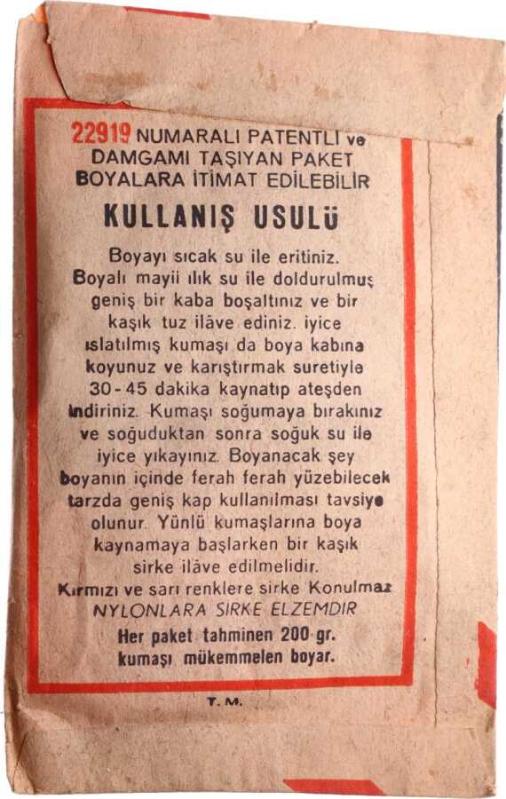 22919 NUMARALI PATENTLİ ve
DAMGAMI TAŞIYAN PAKET
BOYALARA İTİMAT EDİLEBİLİR
KULLANIŞ USULÜ
Boyayı sıcak su ile eritiniz.
Boyalı mayii ılık su ile doldurulmuş
geniş bir kaba boşaltınız ve bir
kaşık tuz ilâve ediniz. iyice
ıslatılmış kumaşı da boya kabına
koyunuz ve karıştırmak suretiyle
30-45 dakika kaynatıp ateşden
indiriniz. Kumaşı soğumaya bırakınız
ve soğuduktan sonra soğuk su ile
iyice yıkayınız. Boyanacak şey
boyanın içinde ferah ferah yüzebilecek
tarzda geniş kap kullanılması tavsiye
olunur. Yünlü kumaşlarına boya
kaynamaya başlarken bir kaşık
sirke ilâve edilmelidir.
Kırmızı ve sarı renklere sirke Konulmaz
NYLONLARA SIRKE ELZEMDIR
Her paket tahminen 200 gr.
kumaşı mükemmelen boyar.
T. M.